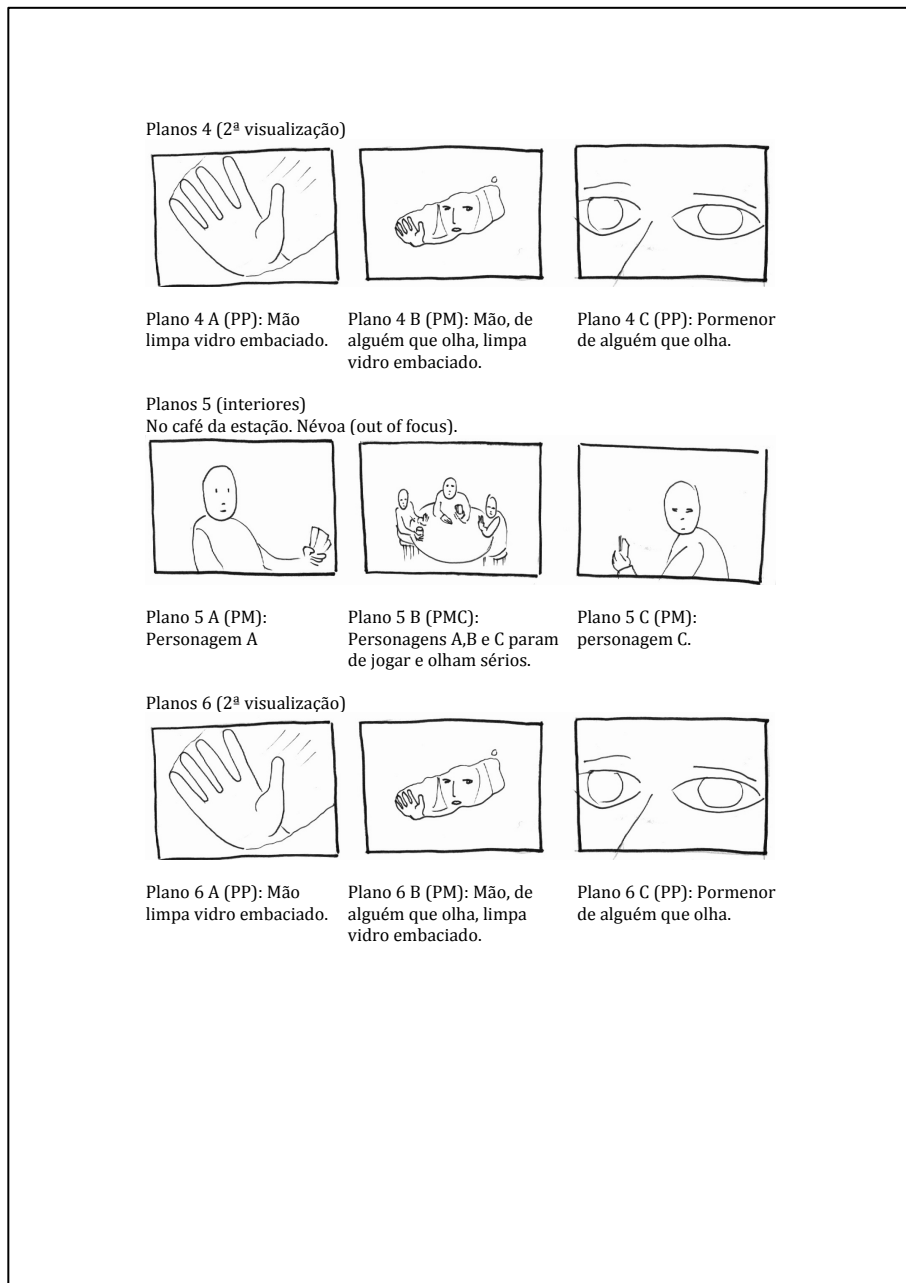 Planos 4 (2ª visualização)
Plano 4 A (PP): Mão
limpa vidro embaciado.
Plano 4 B (PM): Mão, de
alguém que olha, limpa
vidro embaciado.
Plano 4 C (PP): Pormenor
de alguém que olha.
Planos 5 (interiores)
No café da estação. Névoa (out of focus).
Plano 5 A (PM):
Personagem A
Plano 5 B (PMC):
Personagens A,B e C param
de jogar e olham sérios.
Plano 5 C (PM):
personagem C.
Planos 6 (2ª visualização)
Plano 6 A (PP): Mão
limpa vidro embaciado.
Plano 6 B (PM): Mão, de
alguém que olha, limpa
vidro embaciado.
Plano 6 C (PP): Pormenor
de alguém que olha.